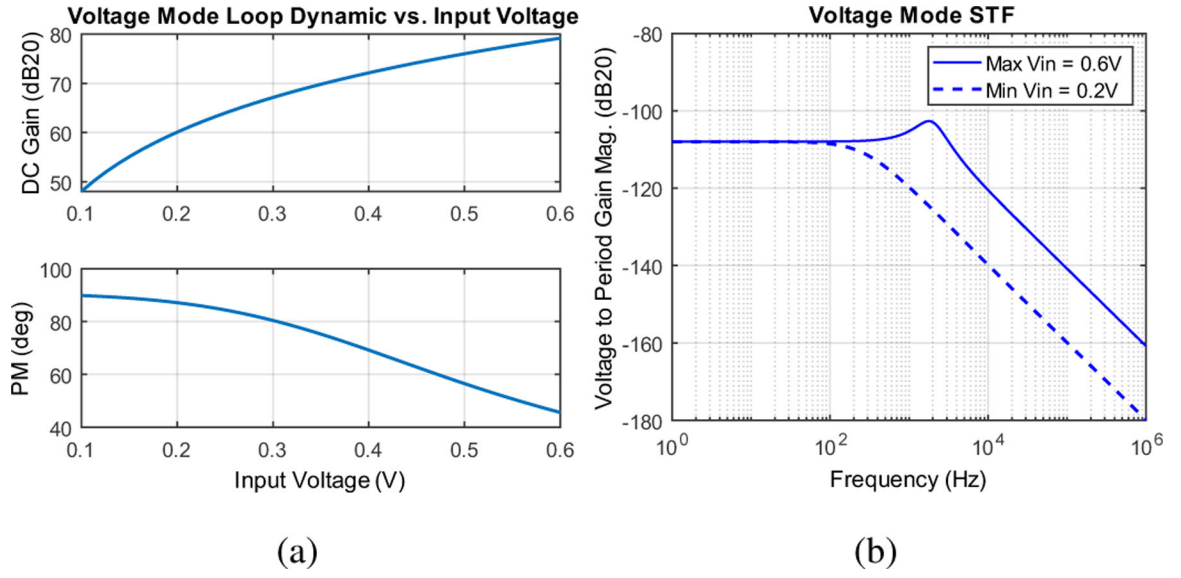 Voltage Mode Loop Dynamic vs. Input Voltage
DC Gain (dB20)
80
70
60
50
0.1 0.2 0.3 0.4 0.5 0.6
PM (deg)
100
80
60
40
0.1 0.2 0.3 0.4 0.5 0.6
Input Voltage (V)
(a)
Voltage Mode STF
Voltage to Period Gain Mag. (dB20)
-80
-100
-120
-140
-160
-180
Max Vin = 0.6V
Min Vin = 0.2V
10^0 10^2 10^4 10^6
Frequency (Hz)
(b)